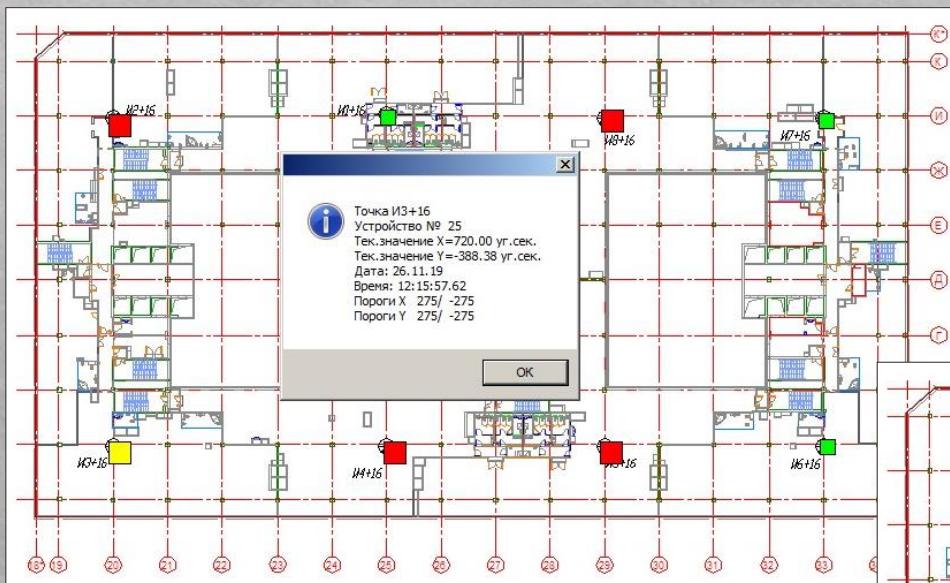 К*
К
И
Ж
Е
Д
Г
И2+16
И1+16
И8+16
И7+16
Точка И3+16
Устройство № 25
Тек.значение X=720.00 уг.сек.
Тек.значение Y=-388.38 уг.сек.
Дата: 26.11.19
Время: 12:15:57.62
Пороги X 275/ -275
Пороги Y 275/ -275
OK
И3+16
И4+16
И6+16
18* 19 20 21 22 23 24 25 26 27 28 29 30 31 32 33